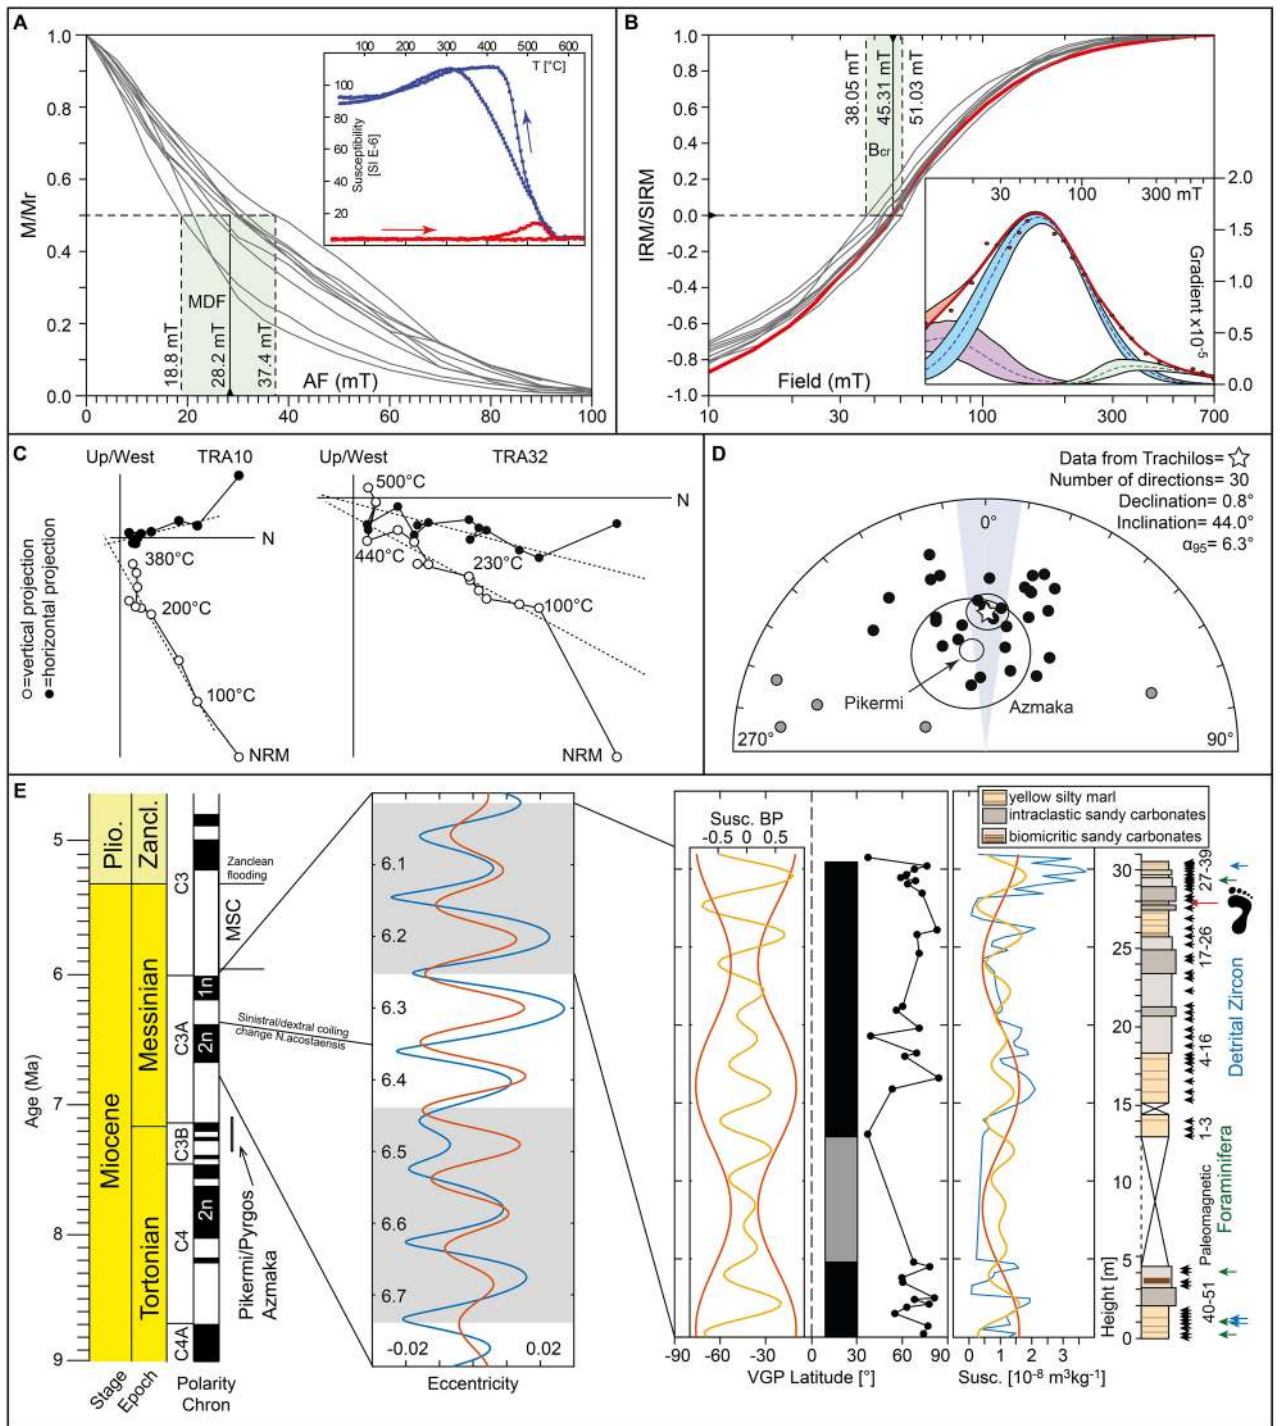 A
M/Mr
1.0
0.8
0.6
0.4
0.2
0.0
0
20
40
60
80
100
AF (mT)
MDF
18.8 mT
28.2 mT
37.4 mT
100
200
300
400
500
600
T [°C]
Susceptibility
[SI E-6]
100
80
60
40
20
B
IRM/SIRM
1.0
0.8
0.6
0.4
0.2
0.0
-0.2
-0.4
-0.6
-0.8
-1.0
10
30
100
300
700
Field (mT)
38.05 mT
45.31 mT
51.03 mT
Bcr
30
50
100
300 mT
2.0
1.5
1.0
0.5
0.0
Gradient x10-5
C
Up/West
TRA10
N
380°C
200°C
100°C
NRM
Up/West
TRA32
500°C
N
440°C
230°C
100°C
NRM
○=vertical projection
●=horizontal projection
D
Data from Trachilos=
Number of directions= 30
Declination= 0.8°
Inclination= 44.0°
α95= 6.3°
0°
270°
90°
Pikermi
Azmaka
E
Age (Ma)
5
6
7
8
9
Plio.
Zancl.
Miocene
Messinian
Tortonian
C3
C3A
C3B
C4
C4A
1n
2n
2n
Stage
Epoch
Polarity
Chron
Zanclean
flooding
MSC
Sinistral/dextral coiling
change N.acostaensis
Pikermi/Pyrgos
Azmaka
6.1
6.2
6.3
6.4
6.5
6.6
6.7
-0.02
0.02
Eccentricity
Susc. BP
-0.5
0
0.5
-90
-60
-30
0
30
60
90
VGP Latitude [°]
0
1
2
3
Susc. [10-8 m3kg-1]
yellow silty marl
intraclastic sandy carbonates
biomicritic sandy carbonates
30
25
20
15
10
5
0
Height [m]
27-39
17-26
4-16
1-3
40-51
Paleomagnetic
Foraminifera
Detrital Zircon